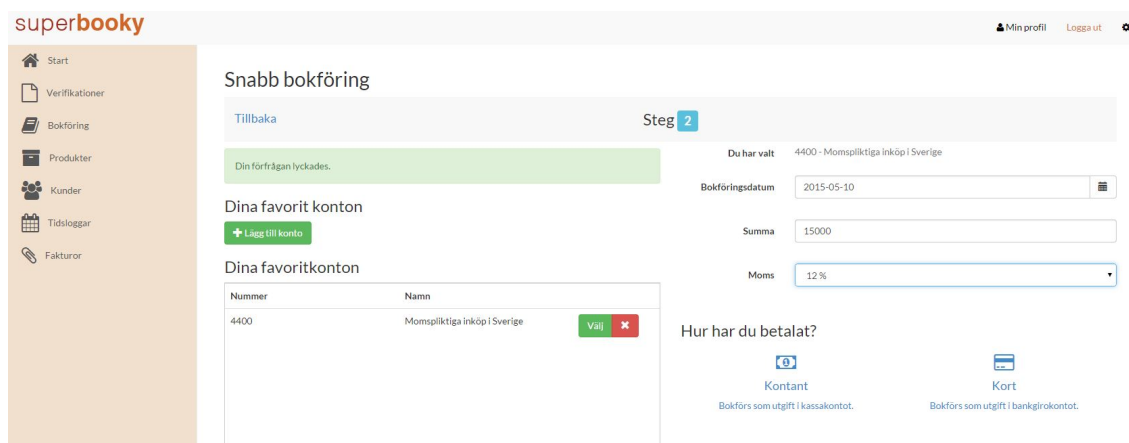 superbooky
Min profil Logga ut
Start
Verifikationer
Bokföring
Produkter
Kunder
Tidsloggar
Fakturor
Snabb bokföring
Tillbaka
Steg 2
Din förfrågan lyckades.
Dina favorit konton
Lägg till konto
Dina favoritkonton
Nummer Namn
4400 Momspliktiga inköp i Sverige Välj
Du har valt 4400 - Momspliktiga inköp i Sverige
Bokföringsdatum 2015-05-10
Summa 15000
Moms 12 %
Hur har du betalat?
Kontant
Bokförs som utgift i kassakontot.
Kort
Bokförs som utgift i bankgirokontot.